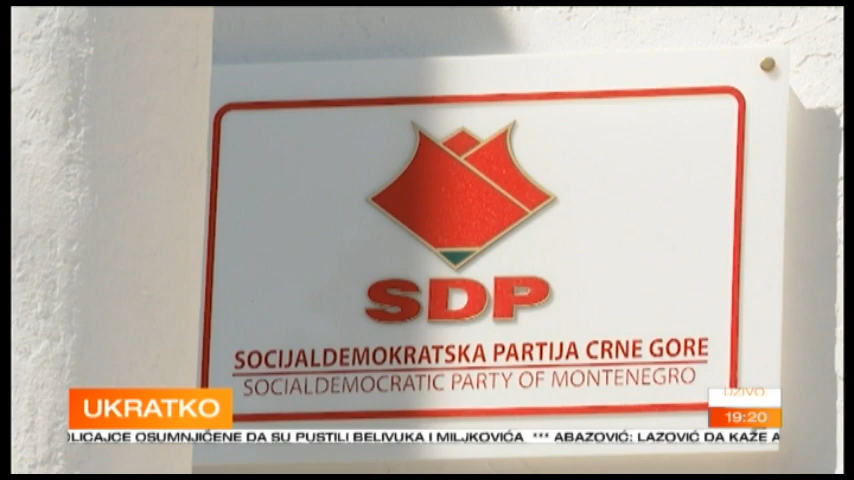 SDP
SOCIJALDEMOKRATSKA PARTIJA CRNE GORE
SOCIALDEMOCRATIC PARTY OF MONTENEGRO
UKRATKO
UŽIVO
19:20
OLICAJCE OSUMNJIČENE DA SU PUSTILI BELIVUKA I MILJKOVIĆA *** ABAZOVIĆ: LAZOVIĆ DA KAŽE A